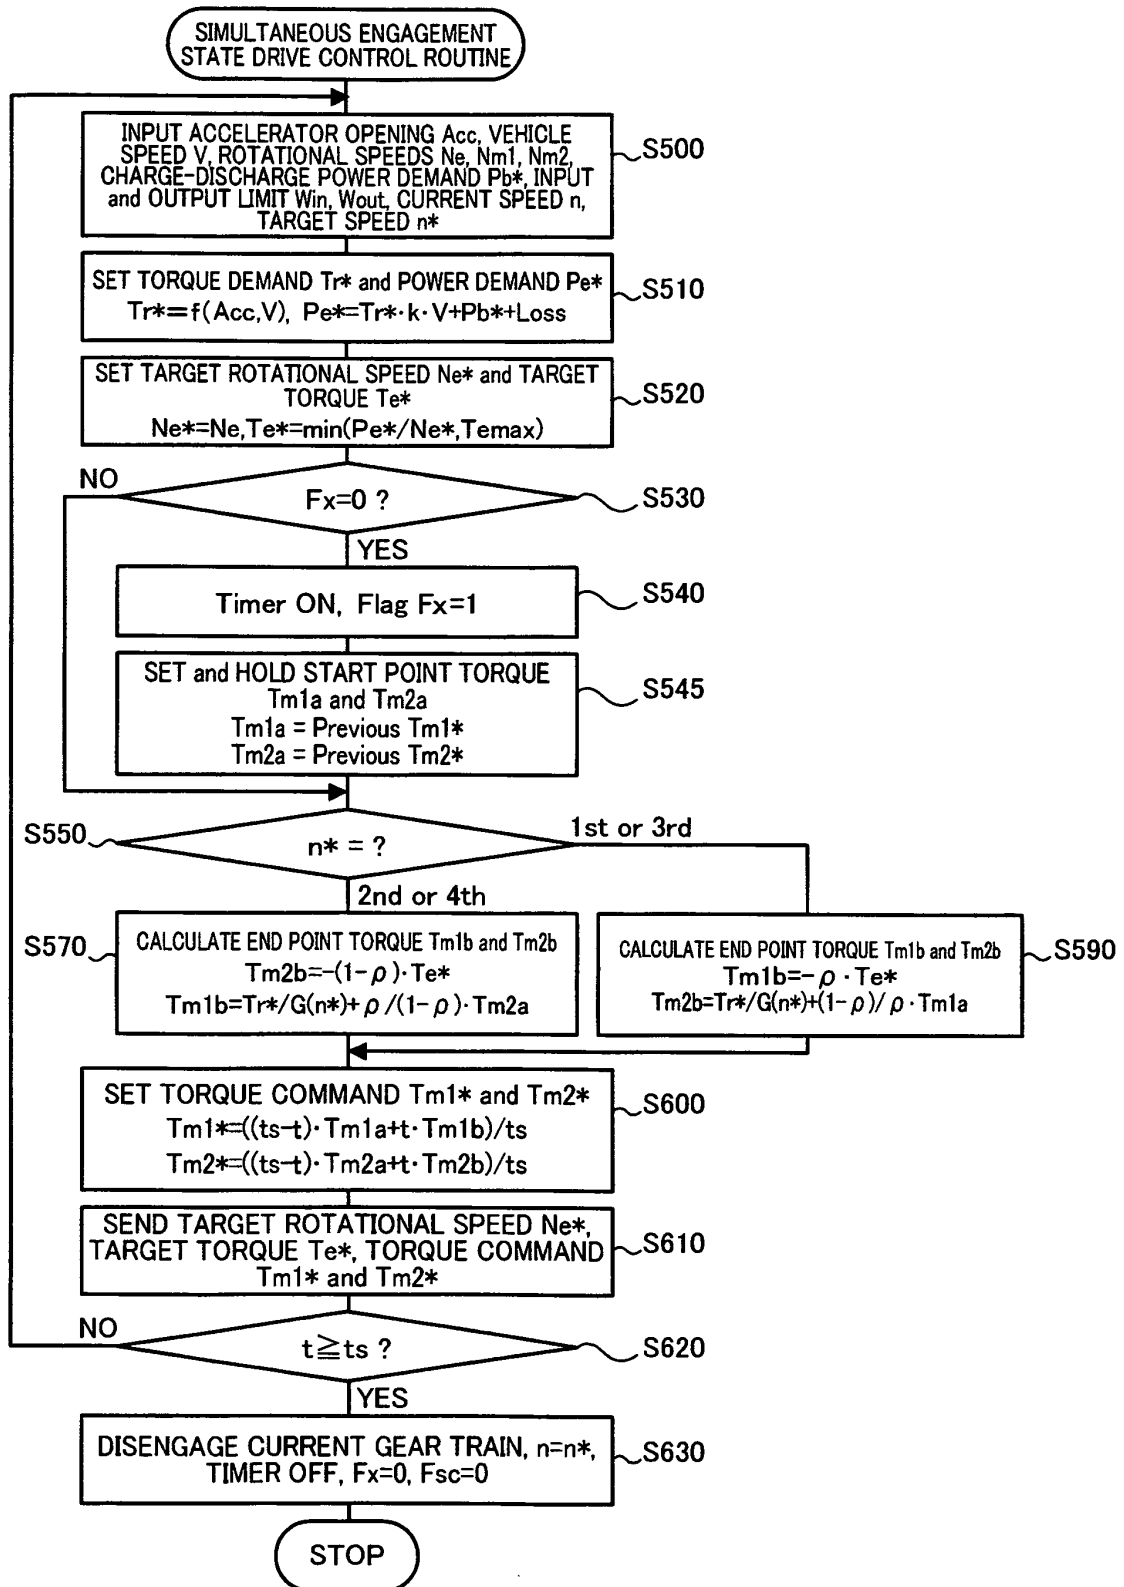 SIMULTANEOUS ENGAGEMENT
STATE DRIVE CONTROL ROUTINE
INPUT ACCELERATOR OPENING Acc, VEHICLE
SPEED V, ROTATIONAL SPEEDS Ne, Nm1, Nm2,
CHARGE-DISCHARGE POWER DEMAND Pb*, INPUT
and OUTPUT LIMIT Win, Wout, CURRENT SPEED n,
TARGET SPEED n*
S500
SET TORQUE DEMAND Tr* and POWER DEMAND Pe*
Tr*=f(Acc,V), Pe*=Tr*·k·V+Pb*+Loss
S510
SET TARGET ROTATIONAL SPEED Ne* and TARGET
TORQUE Te*
Ne*=Ne,Te*=min(Pe*/Ne*,Temax)
S520
NO
Fx=0 ?
S530
YES
Timer ON, Flag Fx=1
S540
SET and HOLD START POINT TORQUE
Tm1a and Tm2a
Tm1a = Previous Tm1*
Tm2a = Previous Tm2*
S545
S550
n* = ?
1st or 3rd
2nd or 4th
S570
CALCULATE END POINT TORQUE Tm1b and Tm2b
Tm2b=-(1-ρ)·Te*
Tm1b=Tr*/G(n*)+ρ/(1-ρ)·Tm2a
CALCULATE END POINT TORQUE Tm1b and Tm2b
Tm1b=-ρ·Te*
Tm2b=Tr*/G(n*)+(1-ρ)/ρ·Tm1a
S590
SET TORQUE COMMAND Tm1* and Tm2*
Tm1*=((ts-t)·Tm1a+t·Tm1b)/ts
Tm2*=((ts-t)·Tm2a+t·Tm2b)/ts
S600
SEND TARGET ROTATIONAL SPEED Ne*,
TARGET TORQUE Te*, TORQUE COMMAND
Tm1* and Tm2*
S610
NO
t≧ts ?
S620
YES
DISENGAGE CURRENT GEAR TRAIN, n=n*,
TIMER OFF, Fx=0, Fsc=0
S630
STOP